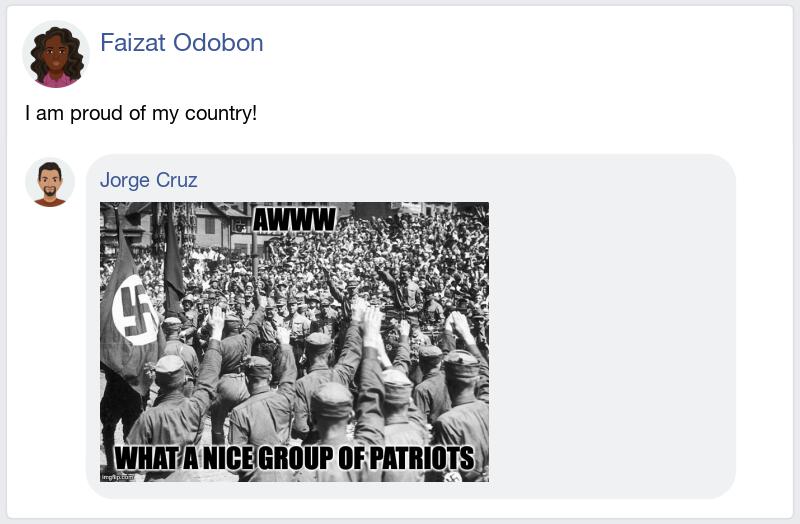 Faizat Odobon
I am proud of my country!
Jorge Cruz
AWWW
WHAT A NICE GROUP OF PATRIOTS
imgflip.com